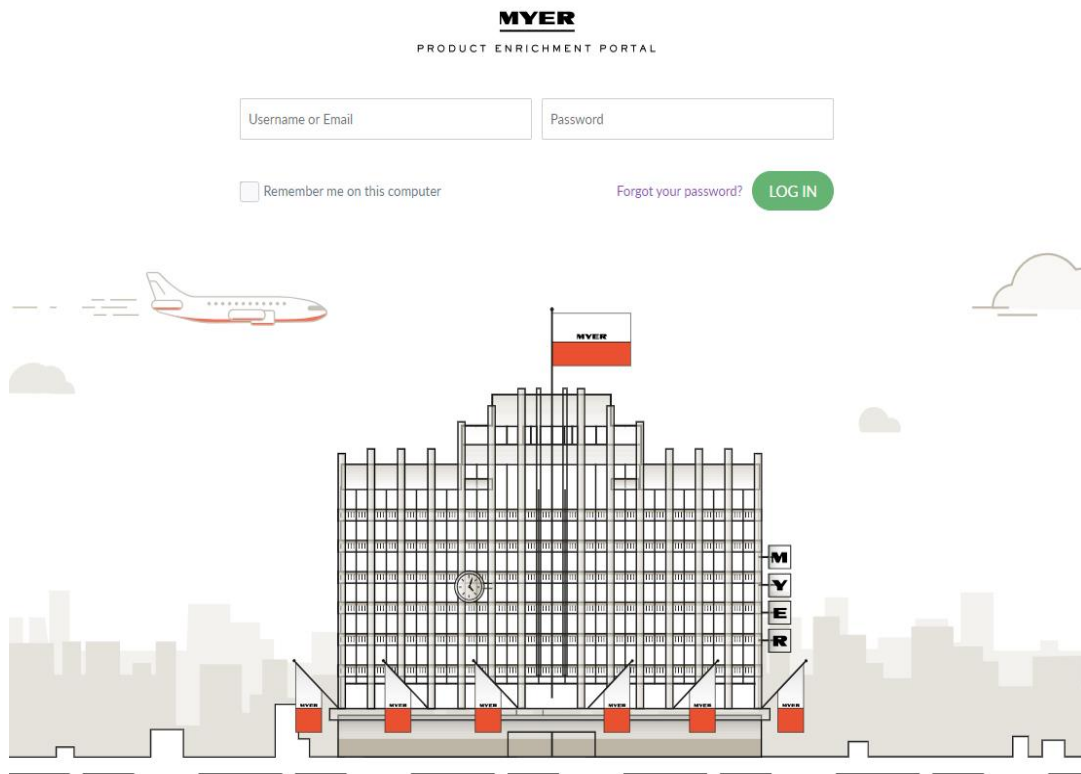 MYER
PRODUCT ENRICHMENT PORTAL
Username or Email
Password
Remember me on this computer
Forgot your password?
LOG IN
MYER
M
Y
E
R
MYER
MYER
MYER
MYER
MYER
MYER